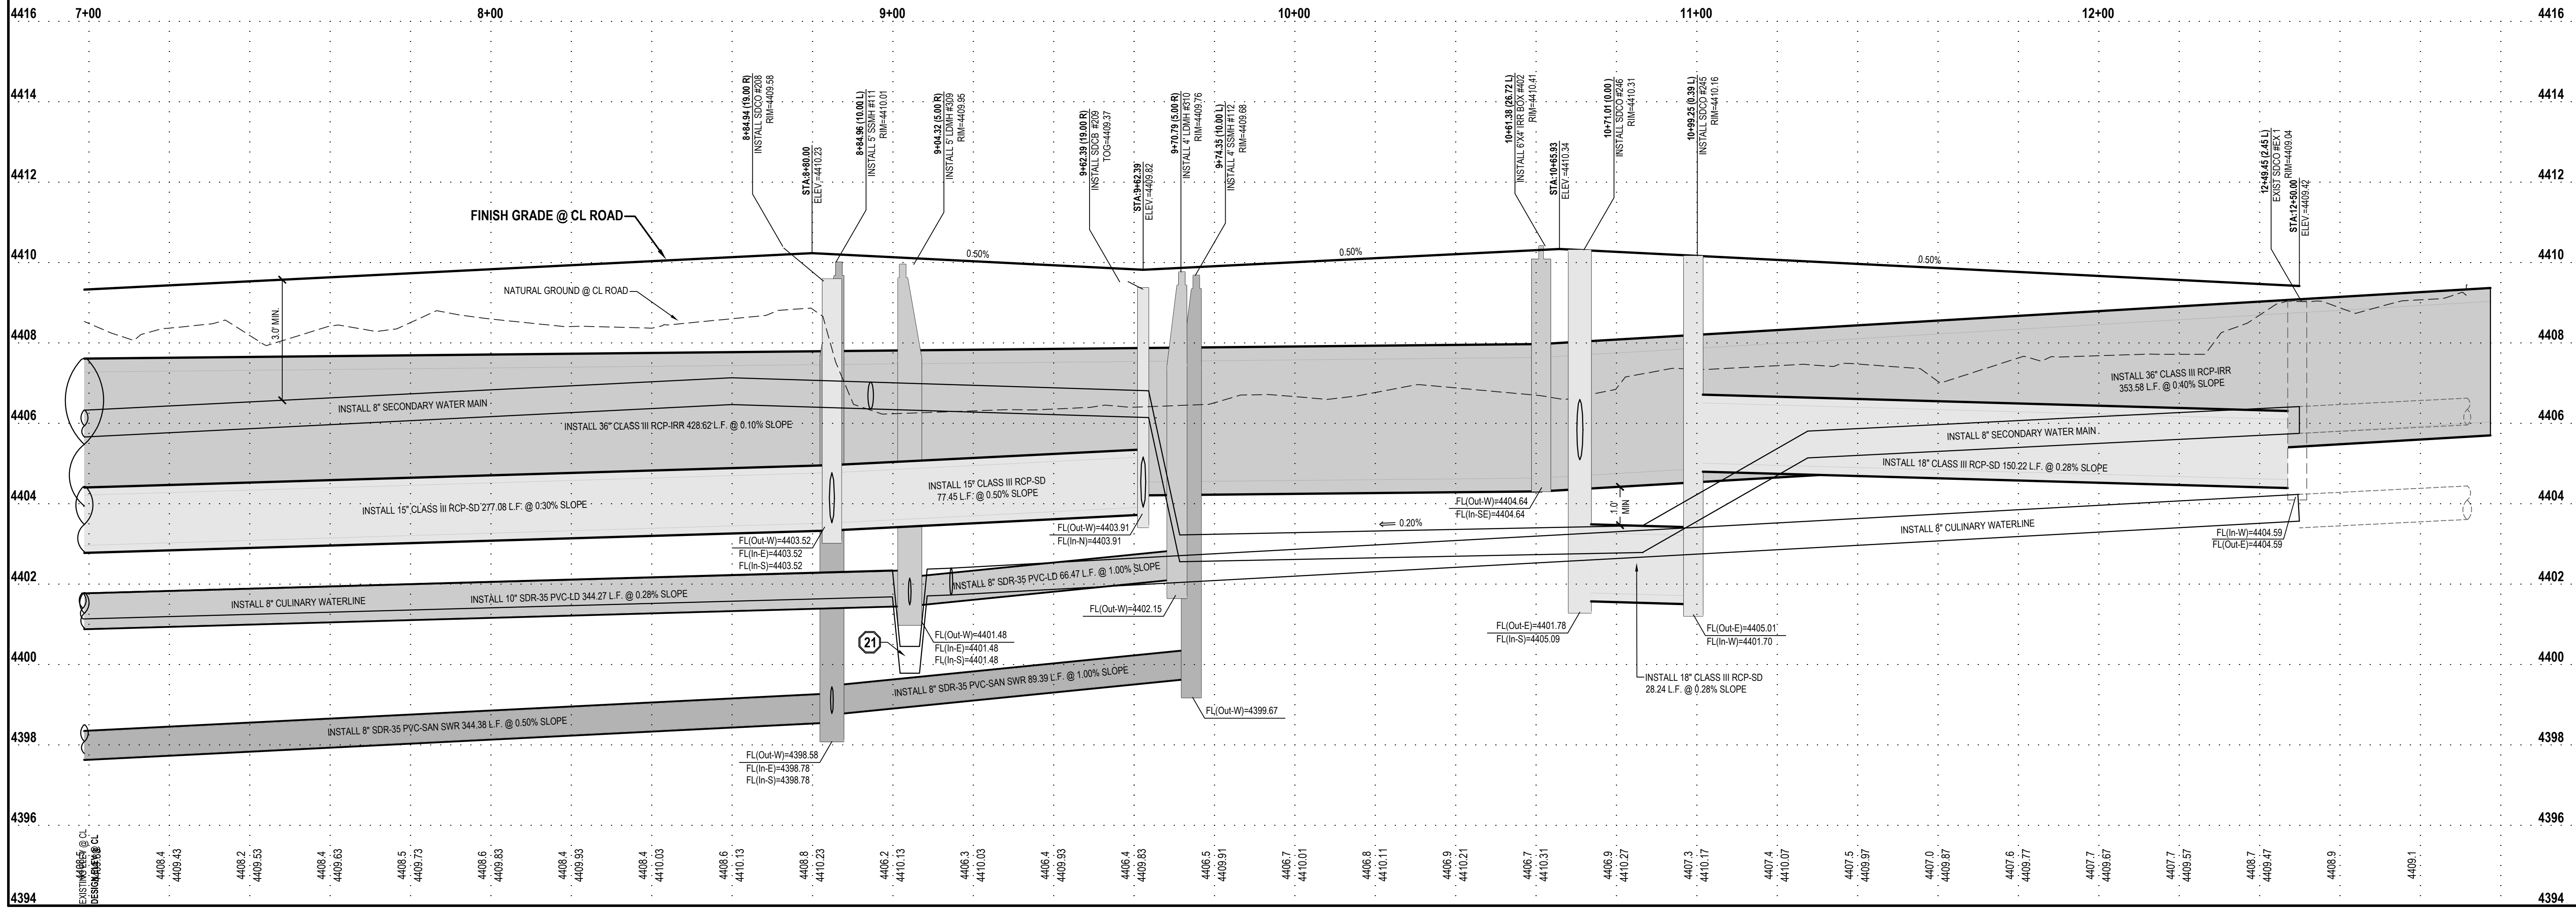 4416
7+00
8+00
9+00
10+00
11+00
12+00
4416
4414
4414
4412
4412
4410
4410
4408
4408
4406
4406
4404
4404
4402
4402
4400
4400
4398
4398
4396
4396
4394
4394
8+84.94 (19.00 R)
INSTALL SDCO #208
RIM=4409.58
STA:8+80.00
ELEV.=4410.23
8+84.96 (10.00 L)
INSTALL 5' SSMH #111
RIM=4410.01
9+04.32 (5.00 R)
INSTALL 5' LDMH #309
RIM=4409.95
9+62.39 (19.00 R)
INSTALL SDCB #209
TOG=4409.37
STA:9+62.39
ELEV.=4409.82
9+70.79 (5.00 R)
INSTALL 4' LDMH #310
RIM=4409.76
9+74.35 (10.00 L)
INSTALL 4' SSMH #112
RIM=4409.68
10+61.38 (26.72 L)
INSTALL 6'X4' IRR BOX #402
RIM=4410.41
STA:10+65.93
ELEV.=4410.34
10+71.01 (0.00 )
INSTALL SDCO #246
RIM=4410.31
10+99.25 (0.39 L)
INSTALL SDCO #245
RIM=4410.16
12+49.45 (2.45 L)
EXIST SDCO #EX 1
RIM=4409.04
STA:12+50.00
ELEV.=4409.42
FINISH GRADE @ CL ROAD
0.50%
0.50%
0.50%
NATURAL GROUND @ CL ROAD
3.0' MIN.
INSTALL 8" SECONDARY WATER MAIN
INSTALL 36" CLASS III RCP-IRR 428.62 L.F. @ 0.10% SLOPE
INSTALL 36" CLASS III RCP-IRR
353.58 L.F. @ 0.40% SLOPE
INSTALL 8" SECONDARY WATER MAIN
INSTALL 18" CLASS III RCP-SD 150.22 L.F. @ 0.28% SLOPE
INSTALL 15" CLASS III RCP-SD
77.45 L.F. @ 0.50% SLOPE
INSTALL 15" CLASS III RCP-SD 277.08 L.F. @ 0.30% SLOPE
FL(Out-W)=4404.64
FL(In-SE)=4404.64
1.0'
MIN
0.20%
INSTALL 8" CULINARY WATERLINE
FL(Out-W)=4403.91
FL(In-N)=4403.91
FL(Out-W)=4403.52
FL(In-E)=4403.52
FL(In-S)=4403.52
FL(In-W)=4404.59
FL(Out-E)=4404.59
INSTALL 8" SDR-35 PVC-LD 66.47 L.F. @ 1.00% SLOPE
INSTALL 8" CULINARY WATERLINE
INSTALL 10" SDR-35 PVC-LD 344.27 L.F. @ 0.28% SLOPE
FL(Out-W)=4402.15
FL(Out-E)=4401.78
FL(In-S)=4405.09
FL(Out-E)=4405.01
FL(In-W)=4401.70
21
FL(Out-W)=4401.48
FL(In-E)=4401.48
FL(In-S)=4401.48
INSTALL 8" SDR-35 PVC-SAN SWR 89.39 L.F. @ 1.00% SLOPE
INSTALL 18" CLASS III RCP-SD
28.24 L.F. @ 0.28% SLOPE
FL(Out-W)=4399.67
INSTALL 8" SDR-35 PVC-SAN SWR 344.38 L.F. @ 0.50% SLOPE
FL(Out-W)=4398.58
FL(In-E)=4398.78
FL(In-S)=4398.78
EXISTING ELEV @ CL
DESIGN ELEV @ CL
4408.4
4409.43
4408.2
4409.53
4408.4
4409.63
4408.5
4409.73
4408.6
4409.83
4408.4
4409.93
4408.4
4410.03
4408.6
4410.13
4408.8
4410.23
4406.2
4410.13
4406.3
4410.03
4406.4
4409.93
4406.4
4409.83
4406.5
4409.91
4406.7
4410.01
4406.8
4410.11
4406.9
4410.21
4406.7
4410.31
4406.9
4410.27
4407.3
4410.17
4407.4
4410.07
4407.5
4409.97
4407.0
4409.87
4407.6
4409.77
4407.7
4409.67
4407.7
4409.57
4408.7
4409.47
4408.9
4409.1